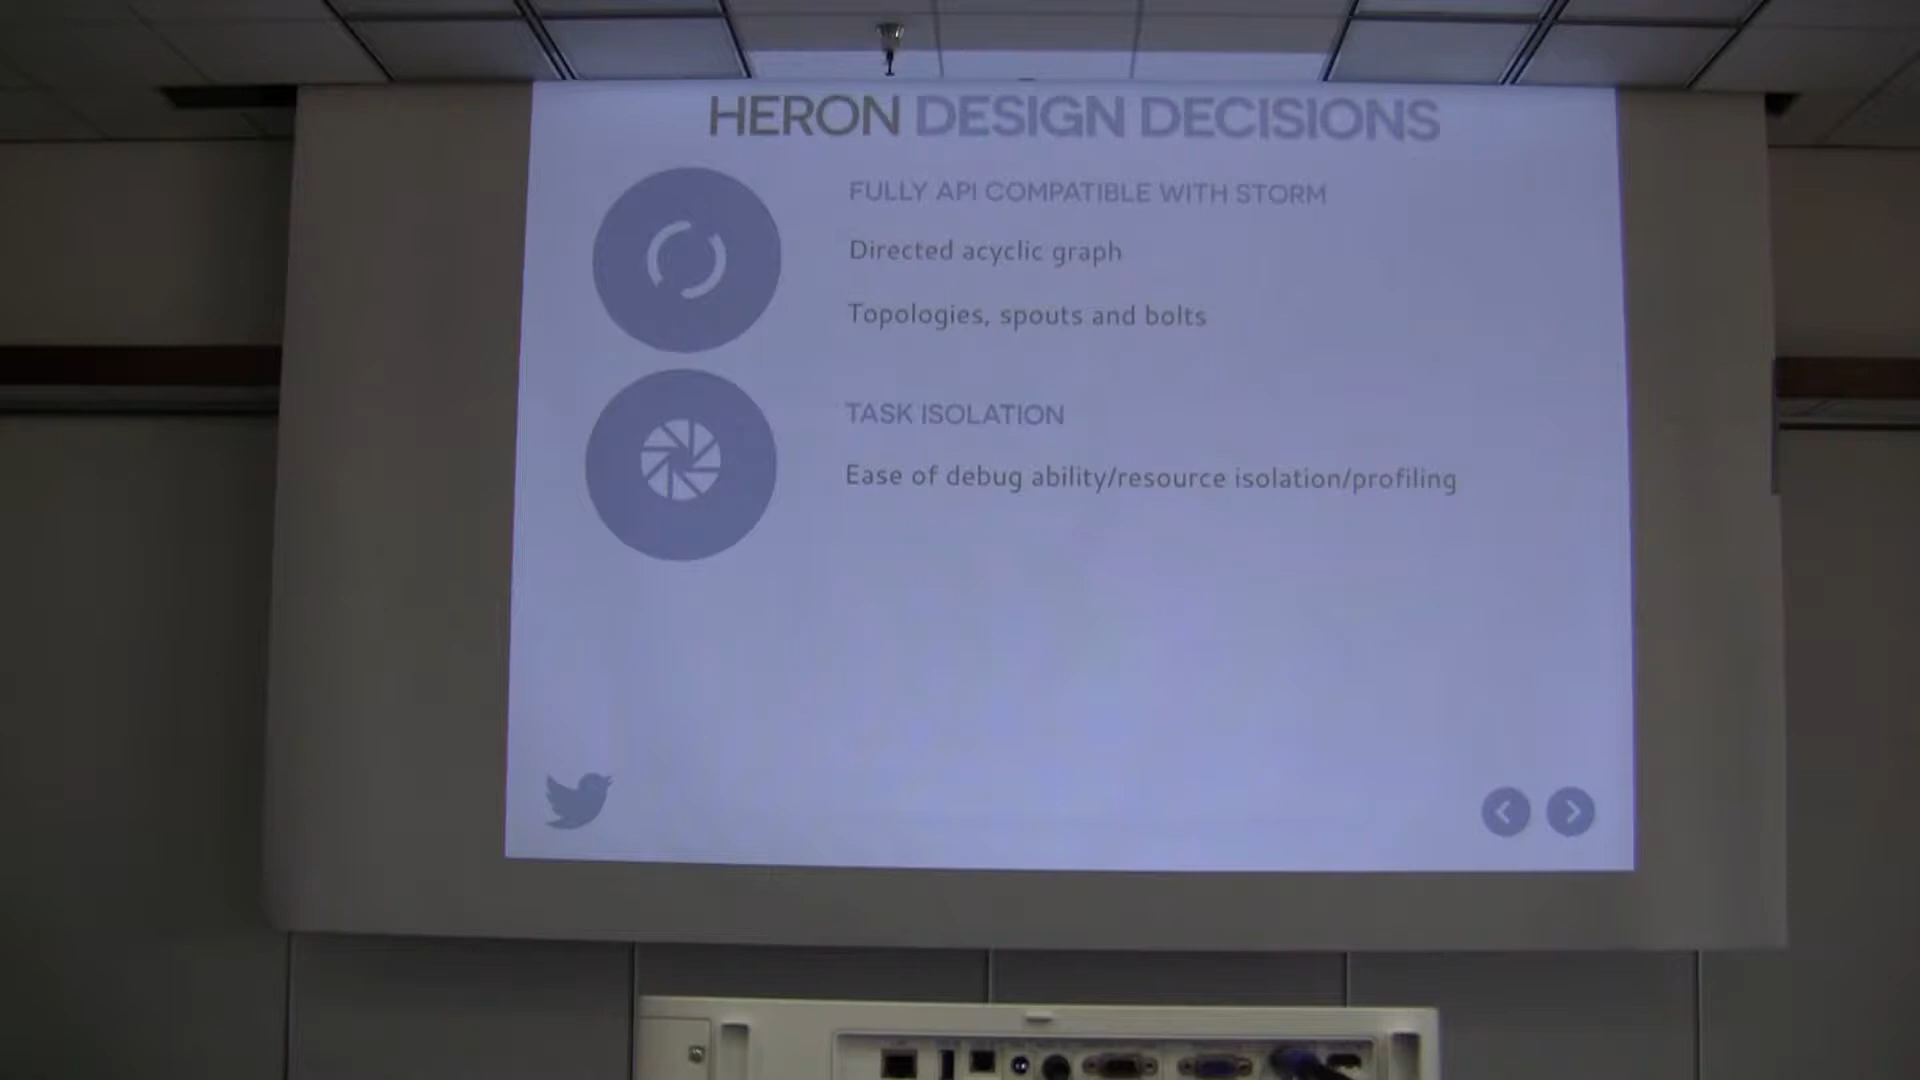 HERON DESIGN DECISIONS
FULLY API COMPATIBLE WITH STORM
Directed acyclic graph
Topologies, spouts and bolts
TASK ISOLATION
Ease of debug ability/resource isolation/profiling